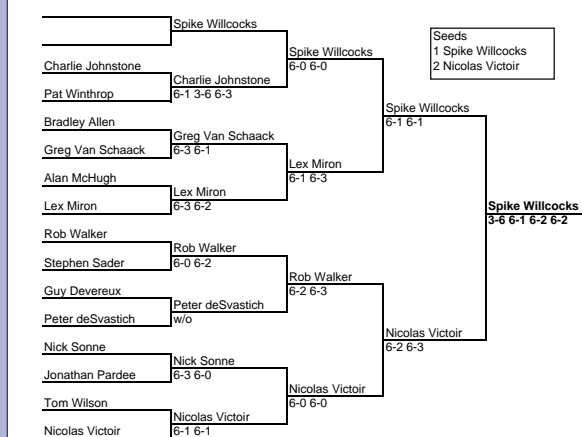 Spike Willcocks
Spike Willcocks
6-0 6-0
Seeds
1 Spike Willcocks
2 Nicolas Victoir
Charlie Johnstone
Charlie Johnstone
6-1 3-6 6-3
Pat Winthrop
Spike Willcocks
6-1 6-1
Bradley Allen
Greg Van Schaack
6-3 6-1
Greg Van Schaack
Lex Miron
6-1 6-3
Alan McHugh
Lex Miron
6-3 6-2
Lex Miron
Spike Willcocks
3-6 6-1 6-2 6-2
Rob Walker
Rob Walker
6-0 6-2
Stephen Sader
Rob Walker
6-2 6-3
Guy Devereux
Peter deSvastich
w/o
Peter deSvastich
Nicolas Victoir
6-2 6-3
Nick Sonne
Nick Sonne
6-3 6-0
Jonathan Pardee
Nicolas Victoir
6-0 6-0
Tom Wilson
Nicolas Victoir
6-1 6-1
Nicolas Victoir